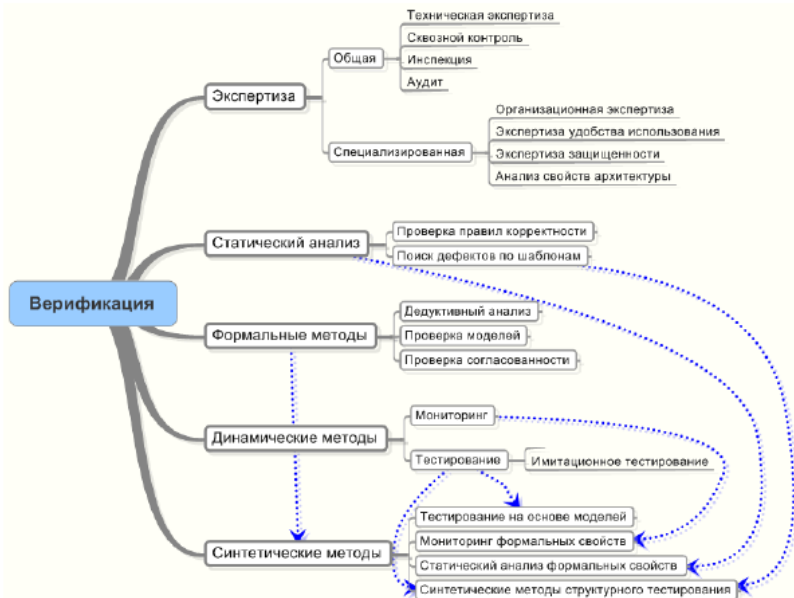 Верификация
Экспертиза
Общая
Техническая экспертиза
Сквозной контроль
Инспекция
Аудит
Специализированная
Организационная экспертиза
Экспертиза удобства использования
Экспертиза защищенности
Анализ свойств архитектуры
Статический анализ
Проверка правил корректности
Поиск дефектов по шаблонам
Формальные методы
Дедуктивный анализ
Проверка моделей
Проверка согласованности
Динамические методы
Мониторинг
Тестирование
Имитационное тестирование
Синтетические методы
Тестирование на основе моделей
Мониторинг формальных свойств
Статический анализ формальных свойств
Синтетические методы структурного тестирования